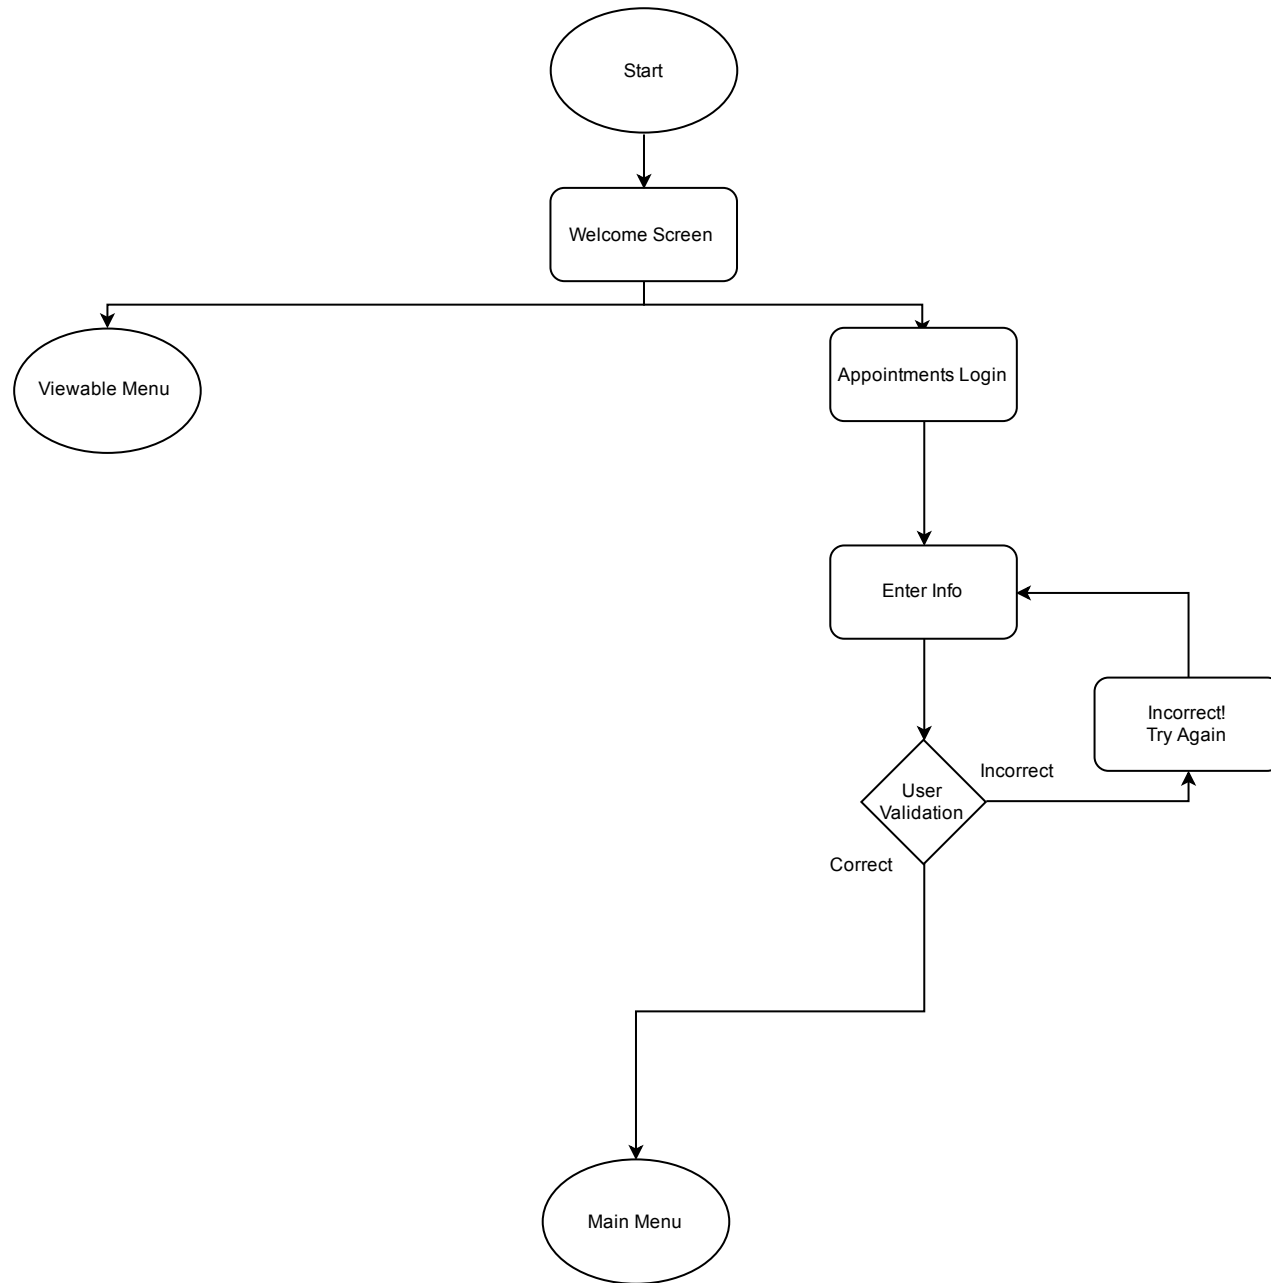 Start
Welcome Screen
Viewable Menu
Appointments Login
Enter Info
Incorrect!
Try Again
Incorrect
User
Validation
Correct
Main Menu